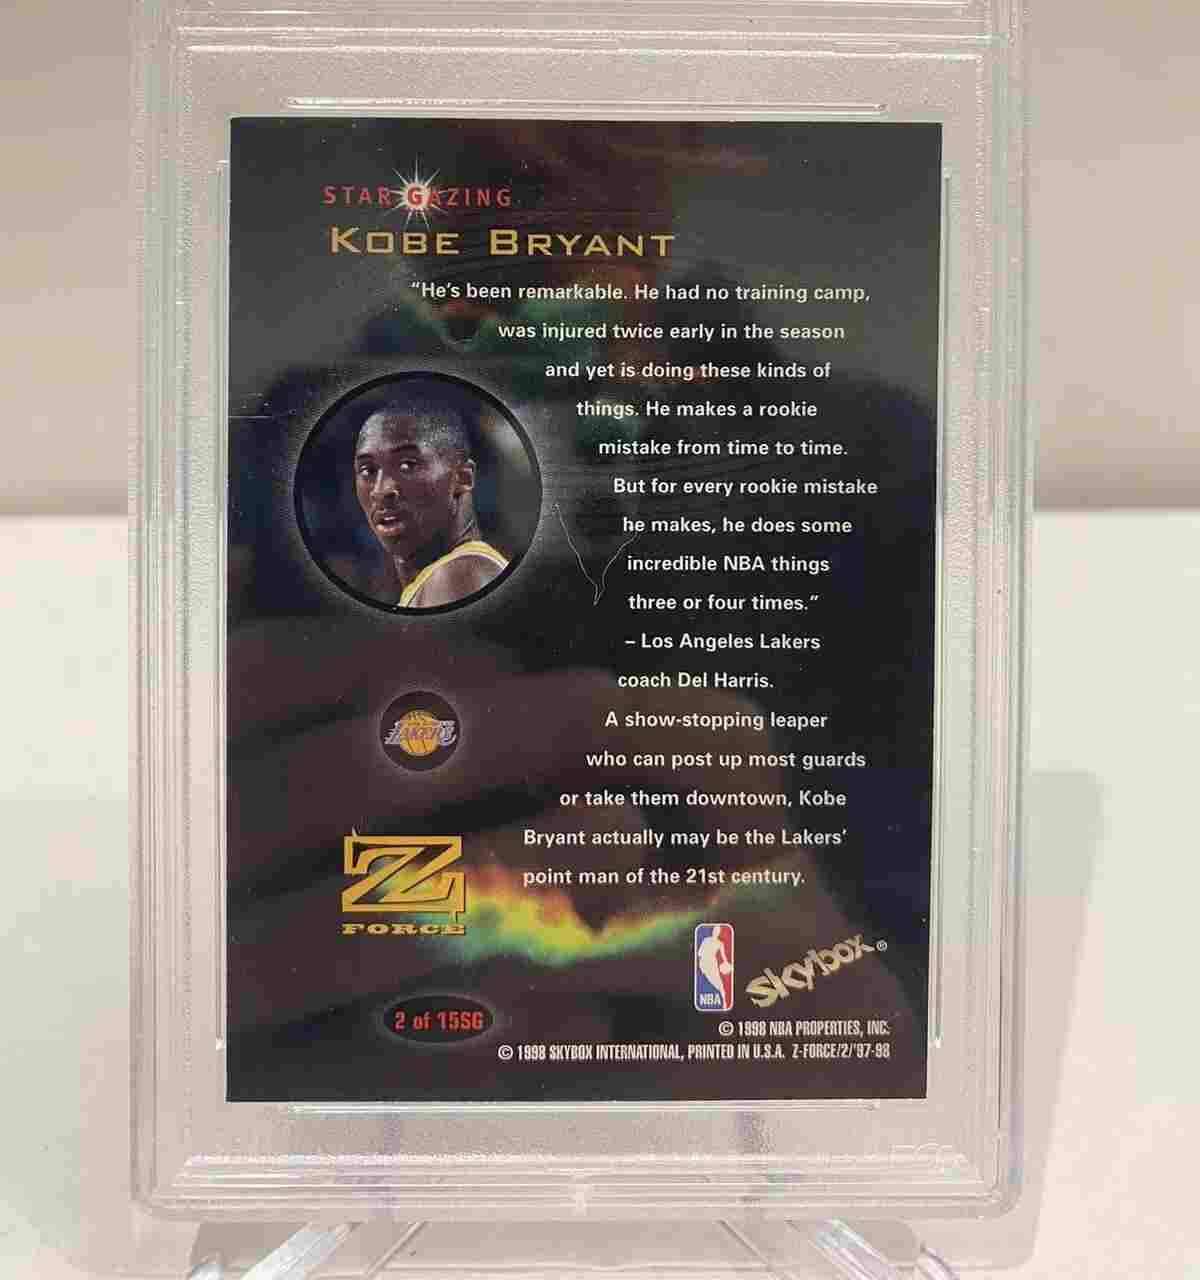 STAR GAZING
KOBE BRYANT
“He's been remarkable. He had no training camp,
was injured twice early in the season
and yet is doing these kinds of
things. He makes a rookie
mistake from time to time.
But for every rookie mistake
he makes, he does some
incredible NBA things
three or four times.”
– Los Angeles Lakers
coach Del Harris.
A show-stopping leaper
who can post up most guards
or take them downtown, Kobe
Bryant actually may be the Lakers'
point man of the 21st century.
LAKERS
Z
FORCE
NBA
SkyBox®
2 of 15SG
© 1998 NBA PROPERTIES, INC.
© 1998 SKYBOX INTERNATIONAL, PRINTED IN U.S.A. Z-FORCE/2/'97-98